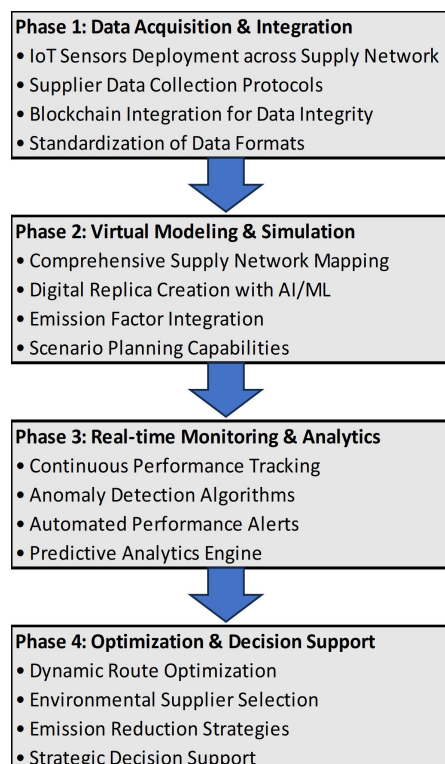 Phase 1: Data Acquisition & Integration
• IoT Sensors Deployment across Supply Network
• Supplier Data Collection Protocols
• Blockchain Integration for Data Integrity
• Standardization of Data Formats
Phase 2: Virtual Modeling & Simulation
• Comprehensive Supply Network Mapping
• Digital Replica Creation with AI/ML
• Emission Factor Integration
• Scenario Planning Capabilities
Phase 3: Real-time Monitoring & Analytics
• Continuous Performance Tracking
• Anomaly Detection Algorithms
• Automated Performance Alerts
• Predictive Analytics Engine
Phase 4: Optimization & Decision Support
• Dynamic Route Optimization
• Environmental Supplier Selection
• Emission Reduction Strategies
• Strategic Decision Support